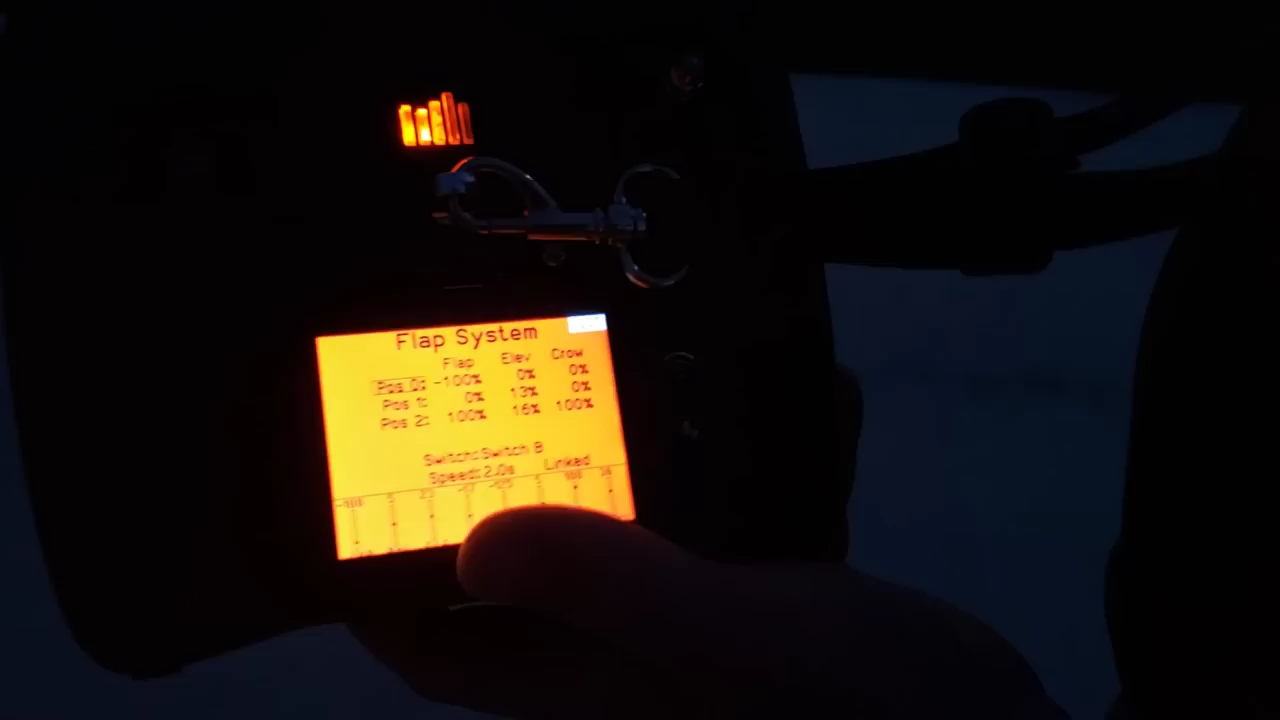 Flap System
Flap Elev Crow
Pos 0: -100% 0% 0%
Pos 1: 0% 13% 0%
Pos 2: 100% 16% 100%
Switch: Switch B
Speed: 2.0s Linked